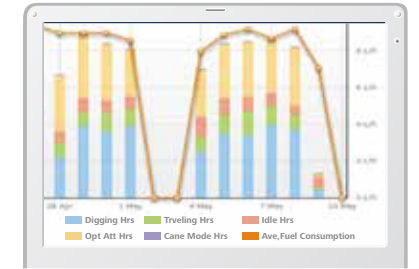 28 Apr 1 May 4 May 7 May 10 May
Digging Hrs Trveling Hrs Idle Hrs
Opt Att Hrs Cane Mode Hrs Ave,Fuel Consumption